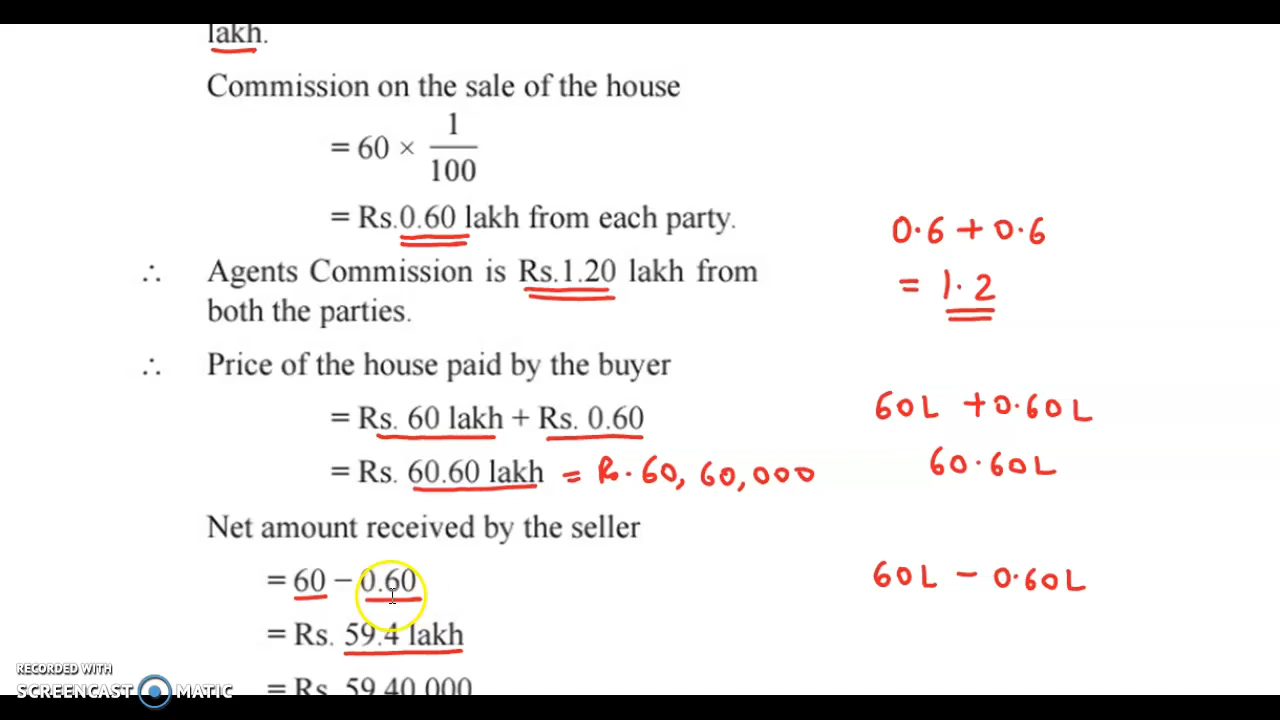 lakh.
Commission on the sale of the house
= 60 × 1/100
= Rs.0.60 lakh from each party.
0.6 + 0.6
∴ Agents Commission is Rs.1.20 lakh from
= 1.2
both the parties.
∴ Price of the house paid by the buyer
= Rs. 60 lakh + Rs. 0.60
60L + 0.60L
= Rs. 60.60 lakh = R. 60,60,000
60.60L
Net amount received by the seller
= 60 − 0.60
60L − 0.60L
= Rs. 59.4 lakh
RECORDED WITH
SCREENCAST MATIC
= Rs. 59,40,000